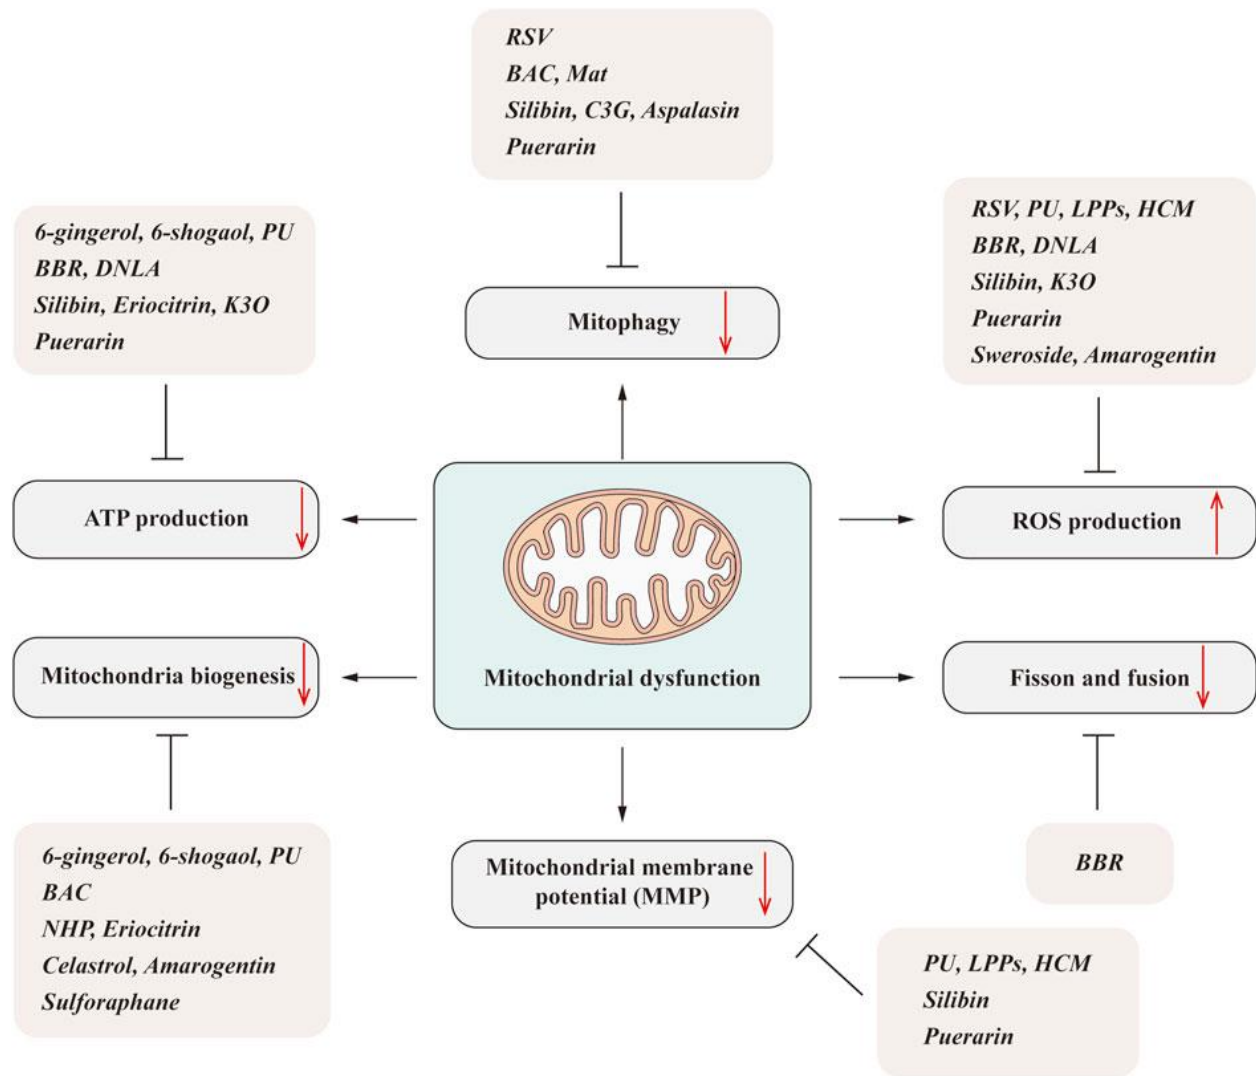 RSV
BAC, Mat
Silibin, C3G, Aspalasin
Puerarin
6-gingerol, 6-shogaol, PU
BBR, DNLA
Silibin, Eriocitrin, K3O
Puerarin
RSV, PU, LPPs, HCM
BBR, DNLA
Silibin, K3O
Puerarin
Sweroside, Amarogentin
Mitophagy
ATP production
ROS production
Mitochondria biogenesis
Mitochondrial dysfunction
Fisson and fusion
6-gingerol, 6-shogaol, PU
BAC
NHP, Eriocitrin
Celastrol, Amarogentin
Sulforaphane
Mitochondrial membrane
potential (MMP)
BBR
PU, LPPs, HCM
Silibin
Puerarin